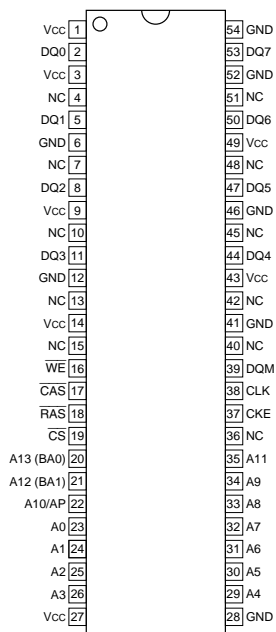 Vcc 1 54 GND
DQ0 2 53 DQ7
Vcc 3 52 GND
NC 4 51 NC
DQ1 5 50 DQ6
GND 6 49 Vcc
NC 7 48 NC
DQ2 8 47 DQ5
Vcc 9 46 GND
NC 10 45 NC
DQ3 11 44 DQ4
GND 12 43 Vcc
NC 13 42 NC
Vcc 14 41 GND
NC 15 40 NC
WE 16 39 DQM
CAS 17 38 CLK
RAS 18 37 CKE
CS 19 36 NC
A13 (BA0) 20 35 A11
A12 (BA1) 21 34 A9
A10/AP 22 33 A8
A0 23 32 A7
A1 24 31 A6
A2 25 30 A5
A3 26 29 A4
Vcc 27 28 GND